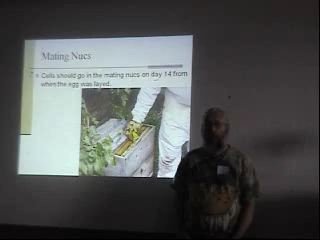 Mating Nucs
Cells should go in the mating nucs on day 14 from
when the egg was layed.